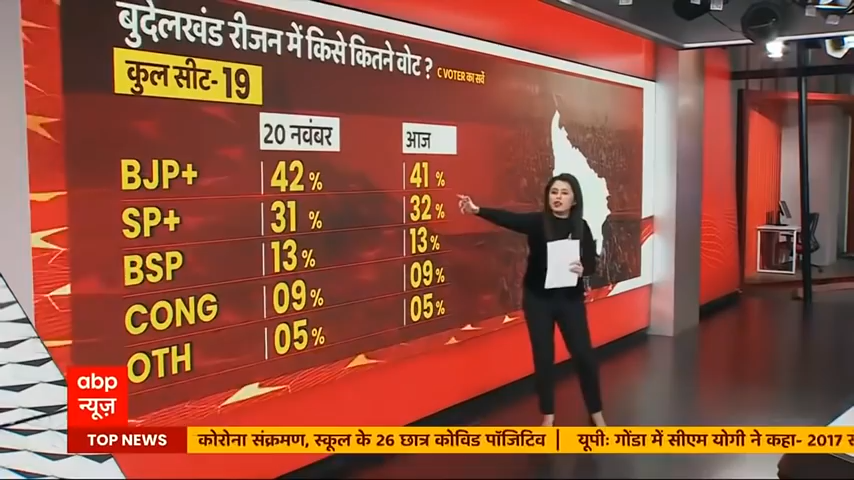 बुदेलखंड रीजन में किसे कितने वोट ?
C VOTER का सर्वे
कुल सीट- 19
20 नवंबर आज
BJP+ 42 % 41 %
SP+ 31 % 32 %
BSP 13 % 13 %
CONG 09 % 09 %
OTH 05 % 05 %
abp
न्यूज़
TOP NEWS कोरोना संक्रमण, स्कूल के 26 छात्र कोविड पॉजिटिव | यूपी: गोंडा में सीएम योगी ने कहा- 2017